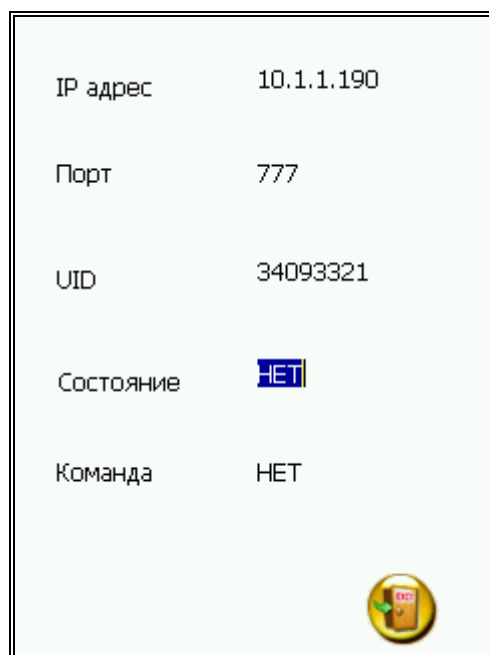 IP адрес 10.1.1.190
Порт 777
UID 34093321
Состояние НЕТ
Команда НЕТ
EXIT